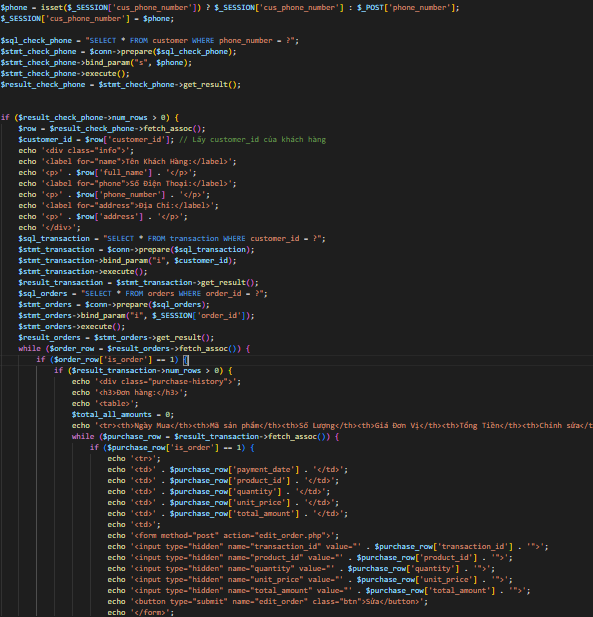 $phone = isset($_SESSION['cus_phone_number']) ? $_SESSION['cus_phone_number'] : $_POST['phone_number'];
$_SESSION['cus_phone_number'] = $phone;
$sql_check_phone = "SELECT * FROM customer WHERE phone_number = ?";
$stmt_check_phone = $conn->prepare($sql_check_phone);
$stmt_check_phone->bind_param("s", $phone);
$stmt_check_phone->execute();
$result_check_phone = $stmt_check_phone->get_result();
if ($result_check_phone->num_rows > 0) {
$row = $result_check_phone->fetch_assoc();
$customer_id = $row['customer_id']; // Lấy customer_id của khách hàng
echo '<div class="info">';
echo '<label for="name">Tên Khách Hàng:</label>';
echo '<p>' . $row['full_name'] . '</p>';
echo '<label for="phone">Số Điện Thoại:</label>';
echo '<p>' . $row['phone_number'] . '</p>';
echo '<label for="address">Địa Chỉ:</label>';
echo '<p>' . $row['address'] . '</p>';
echo '</div>';
$sql_transaction = "SELECT * FROM transaction WHERE customer_id = ?";
$stmt_transaction = $conn->prepare($sql_transaction);
$stmt_transaction->bind_param("i", $customer_id);
$stmt_transaction->execute();
$result_transaction = $stmt_transaction->get_result();
$sql_orders = "SELECT * FROM orders WHERE order_id = ?";
$stmt_orders = $conn->prepare($sql_orders);
$stmt_orders->bind_param("i", $_SESSION['order_id']);
$stmt_orders->execute();
$result_orders = $stmt_orders->get_result();
while ($order_row = $result_orders->fetch_assoc()) {
if ($order_row['is_order'] == 1) {
if ($result_transaction->num_rows > 0) {
echo '<div class="purchase-history">';
echo '<h3>Đơn hàng:</h3>';
echo '<table>';
$total_all_amounts = 0;
echo '<tr><th>Ngày Mua</th><th>Mã sản phẩm</th><th>Số Lượng</th><th>Giá Đơn Vị</th><th>Tổng Tiền</th><th>Chỉnh sửa</t
while ($purchase_row = $result_transaction->fetch_assoc()) {
if ($purchase_row['is_order'] == 1) {
echo '<tr>';
echo '<td>' . $purchase_row['payment_date'] . '</td>';
echo '<td>' . $purchase_row['product_id'] . '</td>';
echo '<td>' . $purchase_row['quantity'] . '</td>';
echo '<td>' . $purchase_row['unit_price'] . '</td>';
echo '<td>' . $purchase_row['total_amount'] . '</td>';
echo '<td>';
echo '<form method="post" action="edit_order.php">';
echo '<input type="hidden" name="transaction_id" value="' . $purchase_row['transaction_id'] . '">';
echo '<input type="hidden" name="product_id" value="' . $purchase_row['product_id'] . '">';
echo '<input type="hidden" name="quantity" value="' . $purchase_row['quantity'] . '">';
echo '<input type="hidden" name="unit_price" value="' . $purchase_row['unit_price'] . '">';
echo '<input type="hidden" name="total_amount" value="' . $purchase_row['total_amount'] . '">';
echo '<button type="submit" name="edit_order" class="btn">Sửa</button>';
echo '</form>';